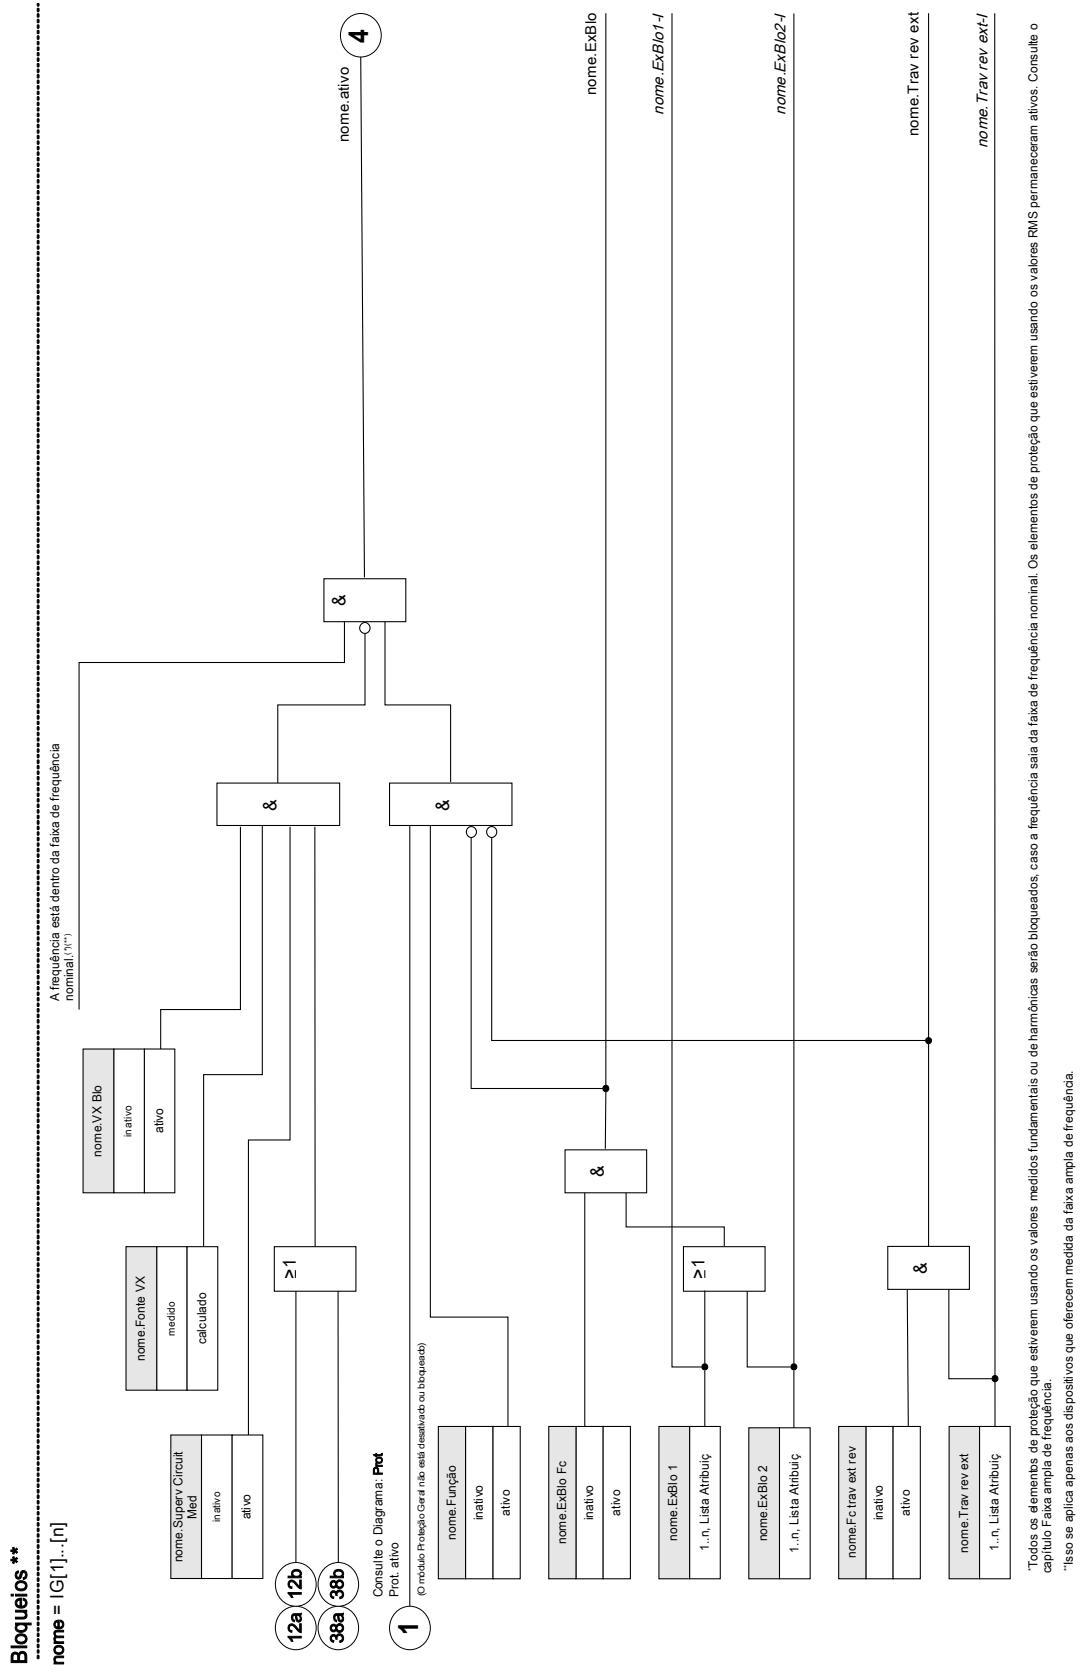 Bloqueios **
nome = IG[1]...[n]
A frequência está dentro da faixa de frequência
nominal.(*)(**)
nome.VX Blo
inativo
ativo
nome.Fonte VX
medido
calculado
nome.Superv Circuit
Med
inativo
ativo
12a
12b
38a
38b
≥1
&
&
nome.ativo
4
Consulte o Diagrama: Prot
Prot. ativo
(O módulo Proteção Geral não está desativado ou bloqueado)
1
&
nome.Função
inativo
ativo
nome.ExBlo Fc
inativo
ativo
&
nome.ExBlo
nome.ExBlo 1
1..n, Lista Atribuiç
≥1
nome.ExBlo1-I
nome.ExBlo 2
1..n, Lista Atribuiç
nome.ExBlo2-I
nome.Fc trav ext rev
inativo
ativo
&
nome.Trav rev ext
nome.Trav rev ext
1..n, Lista Atribuiç
nome.Trav rev ext-I
*Todos os elementos de proteção que estiverem usando os valores medidos fundamentais ou de harmônicas serão bloqueados, caso a frequência saia da faixa de frequência nominal. Os elementos de proteção que estiverem usando os valores RMS permaneceram ativos. Consulte o
capítulo Faixa ampla de frequência.
**Isso se aplica apenas aos dispositivos que oferecem medida da faixa ampla de frequência.